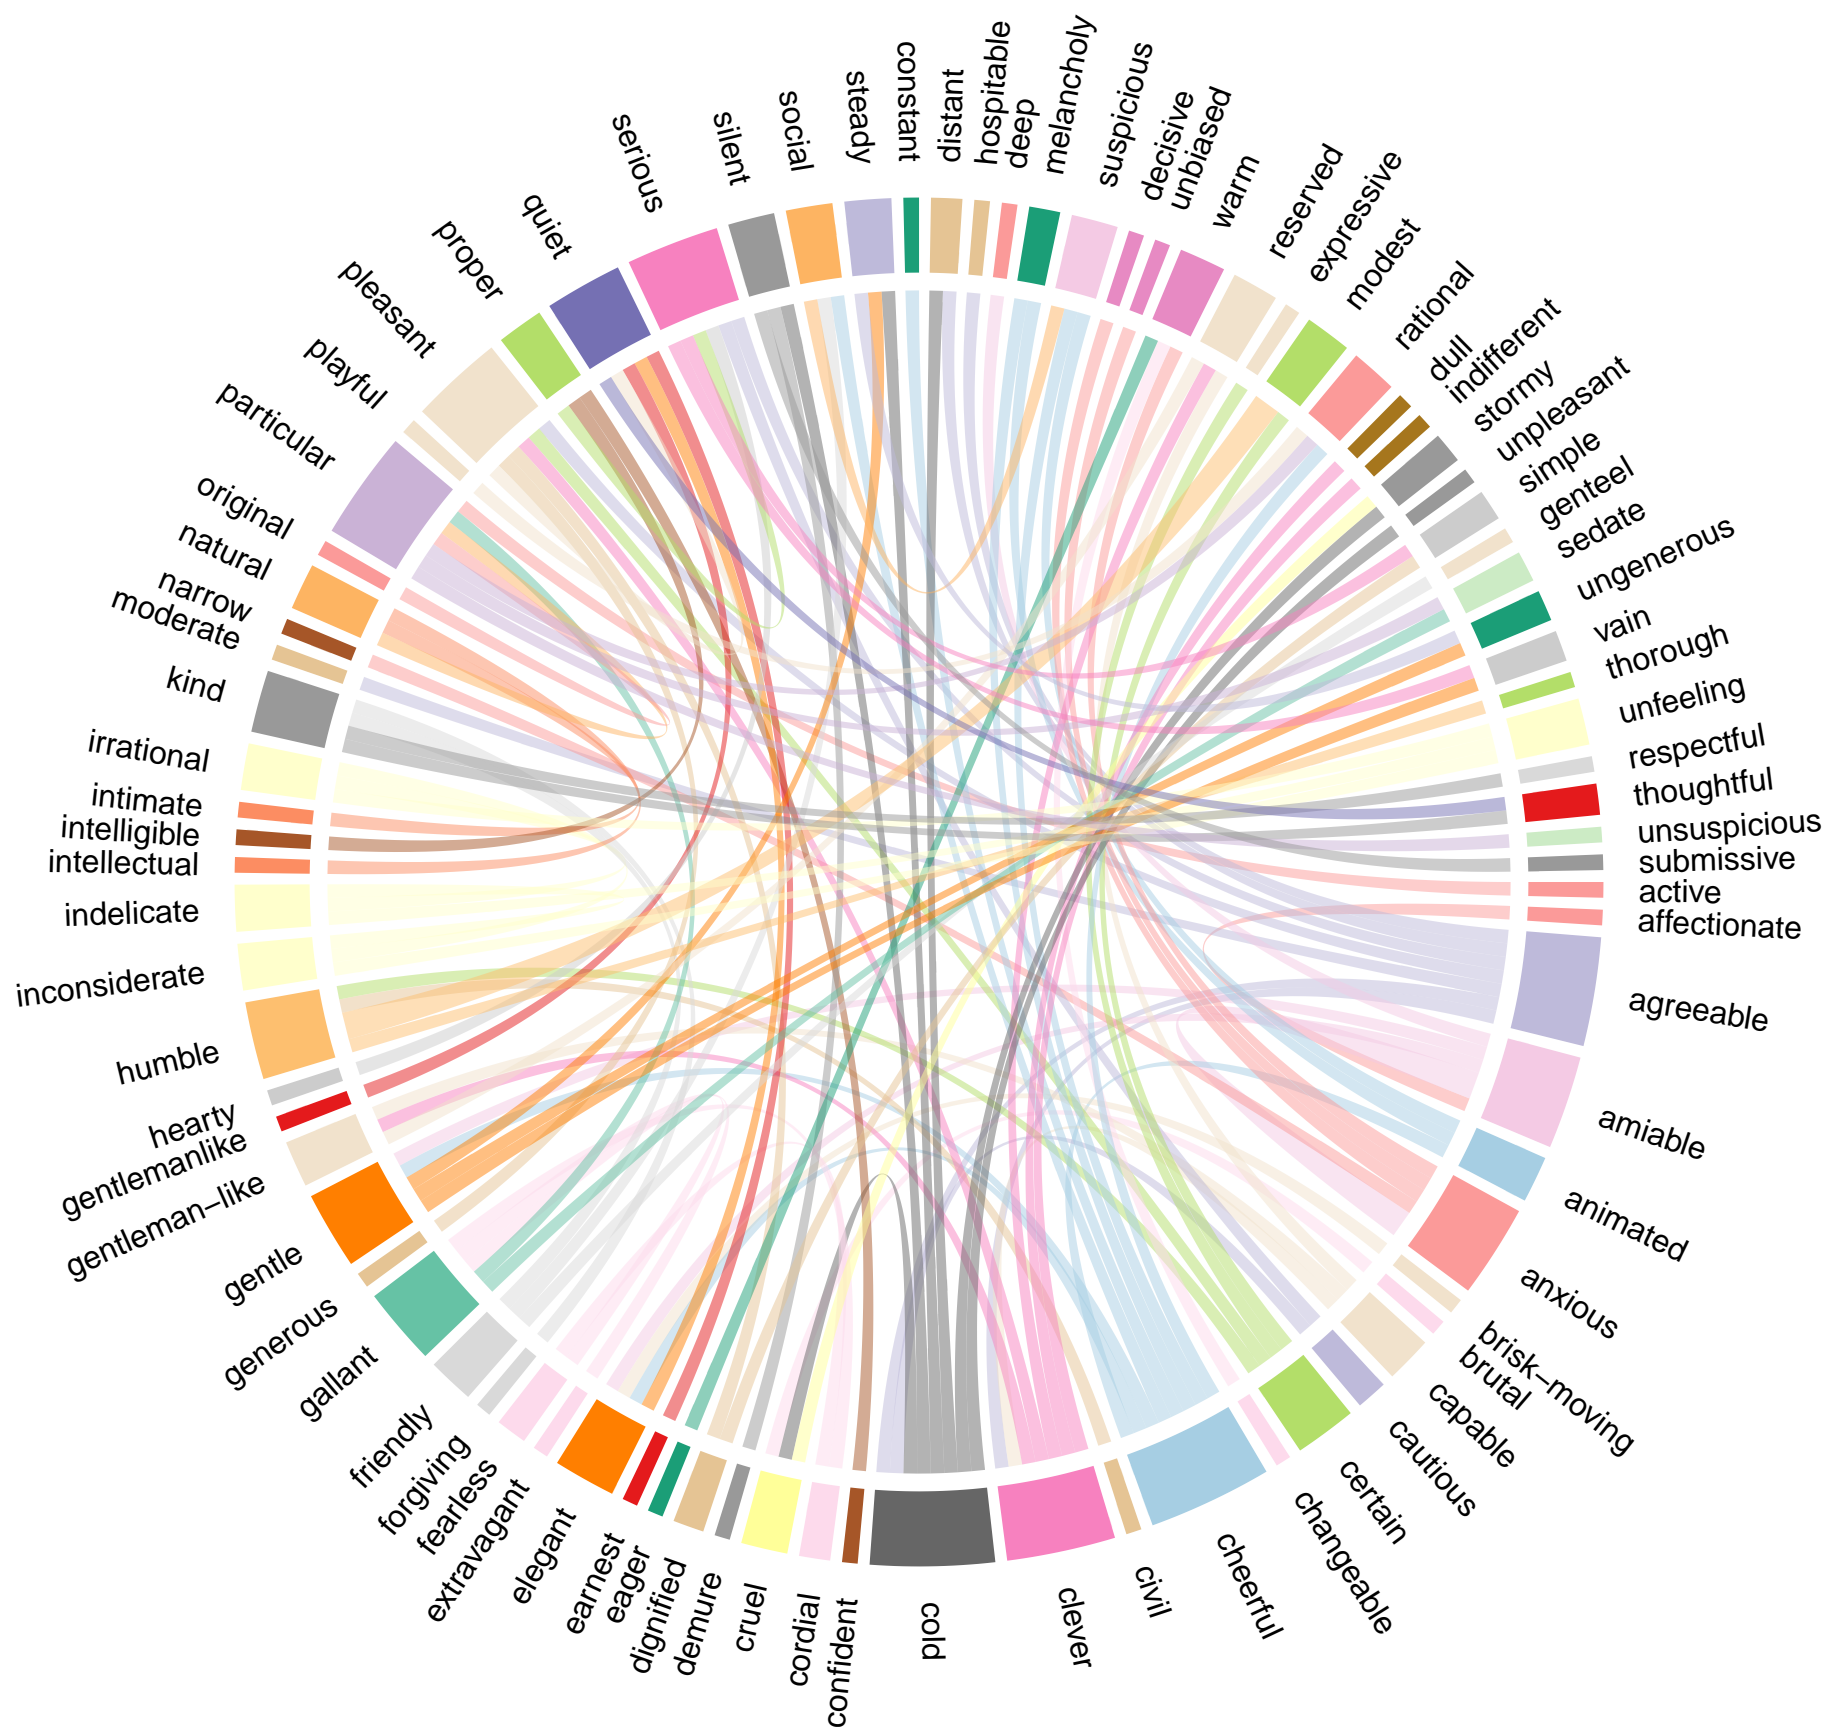 constant
distant
hospitable
deep
melancholy
suspicious
decisive
unbiased
warm
reserved
expressive
modest
rational
dull
indifferent
stormy
unpleasant
simple
genteel
sedate
ungenerous
vain
thorough
unfeeling
respectful
thoughtful
unsuspicious
submissive
active
affectionate
agreeable
amiable
animated
anxious
brisk−moving
brutal
capable
cautious
certain
changeable
cheerful
civil
clever
cold
confident
cordial
cruel
demure
dignified
eager
earnest
elegant
extravagant
fearless
forgiving
friendly
gallant
generous
gentle
gentleman−like
gentlemanlike
hearty
humble
inconsiderate
indelicate
intellectual
intelligible
intimate
irrational
kind
moderate
narrow
natural
original
particular
playful
pleasant
proper
quiet
serious
silent
social
steady